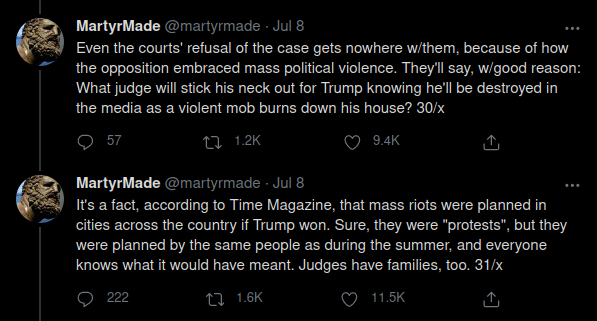 MartyrMade @martyrmade · Jul 8
Even the courts' refusal of the case gets nowhere w/them, because of how
the opposition embraced mass political violence. They'll say, w/good reason:
What judge will stick his neck out for Trump knowing he'll be destroyed in
the media as a violent mob burns down his house? 30/x
57 1.2K 9.4K
MartyrMade @martyrmade · Jul 8
It's a fact, according to Time Magazine, that mass riots were planned in
cities across the country if Trump won. Sure, they were "protests", but they
were planned by the same people as during the summer, and everyone
knows what it would have meant. Judges have families, too. 31/x
222 1.6K 11.5K